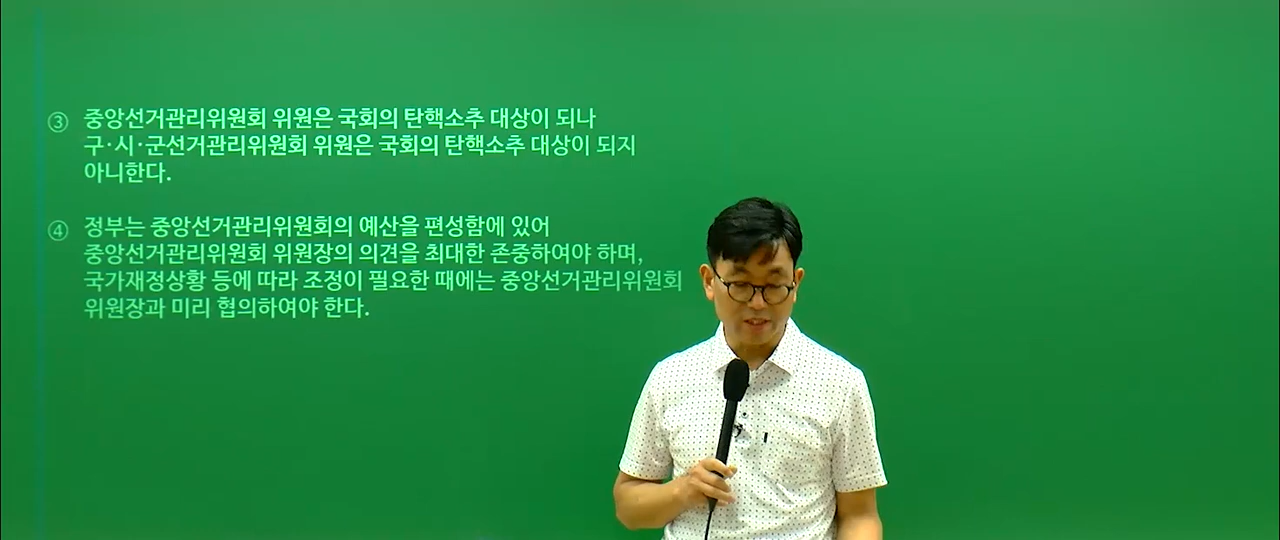 ③ 중앙선거관리위원회 위원은 국회의 탄핵소추 대상이 되나
구·시·군선거관리위원회 위원은 국회의 탄핵소추 대상이 되지
아니한다.
④ 정부는 중앙선거관리위원회의 예산을 편성함에 있어
중앙선거관리위원회 위원장의 의견을 최대한 존중하여야 하며,
국가재정상황 등에 따라 조정이 필요한 때에는 중앙선거관리위원회
위원장과 미리 협의하여야 한다.